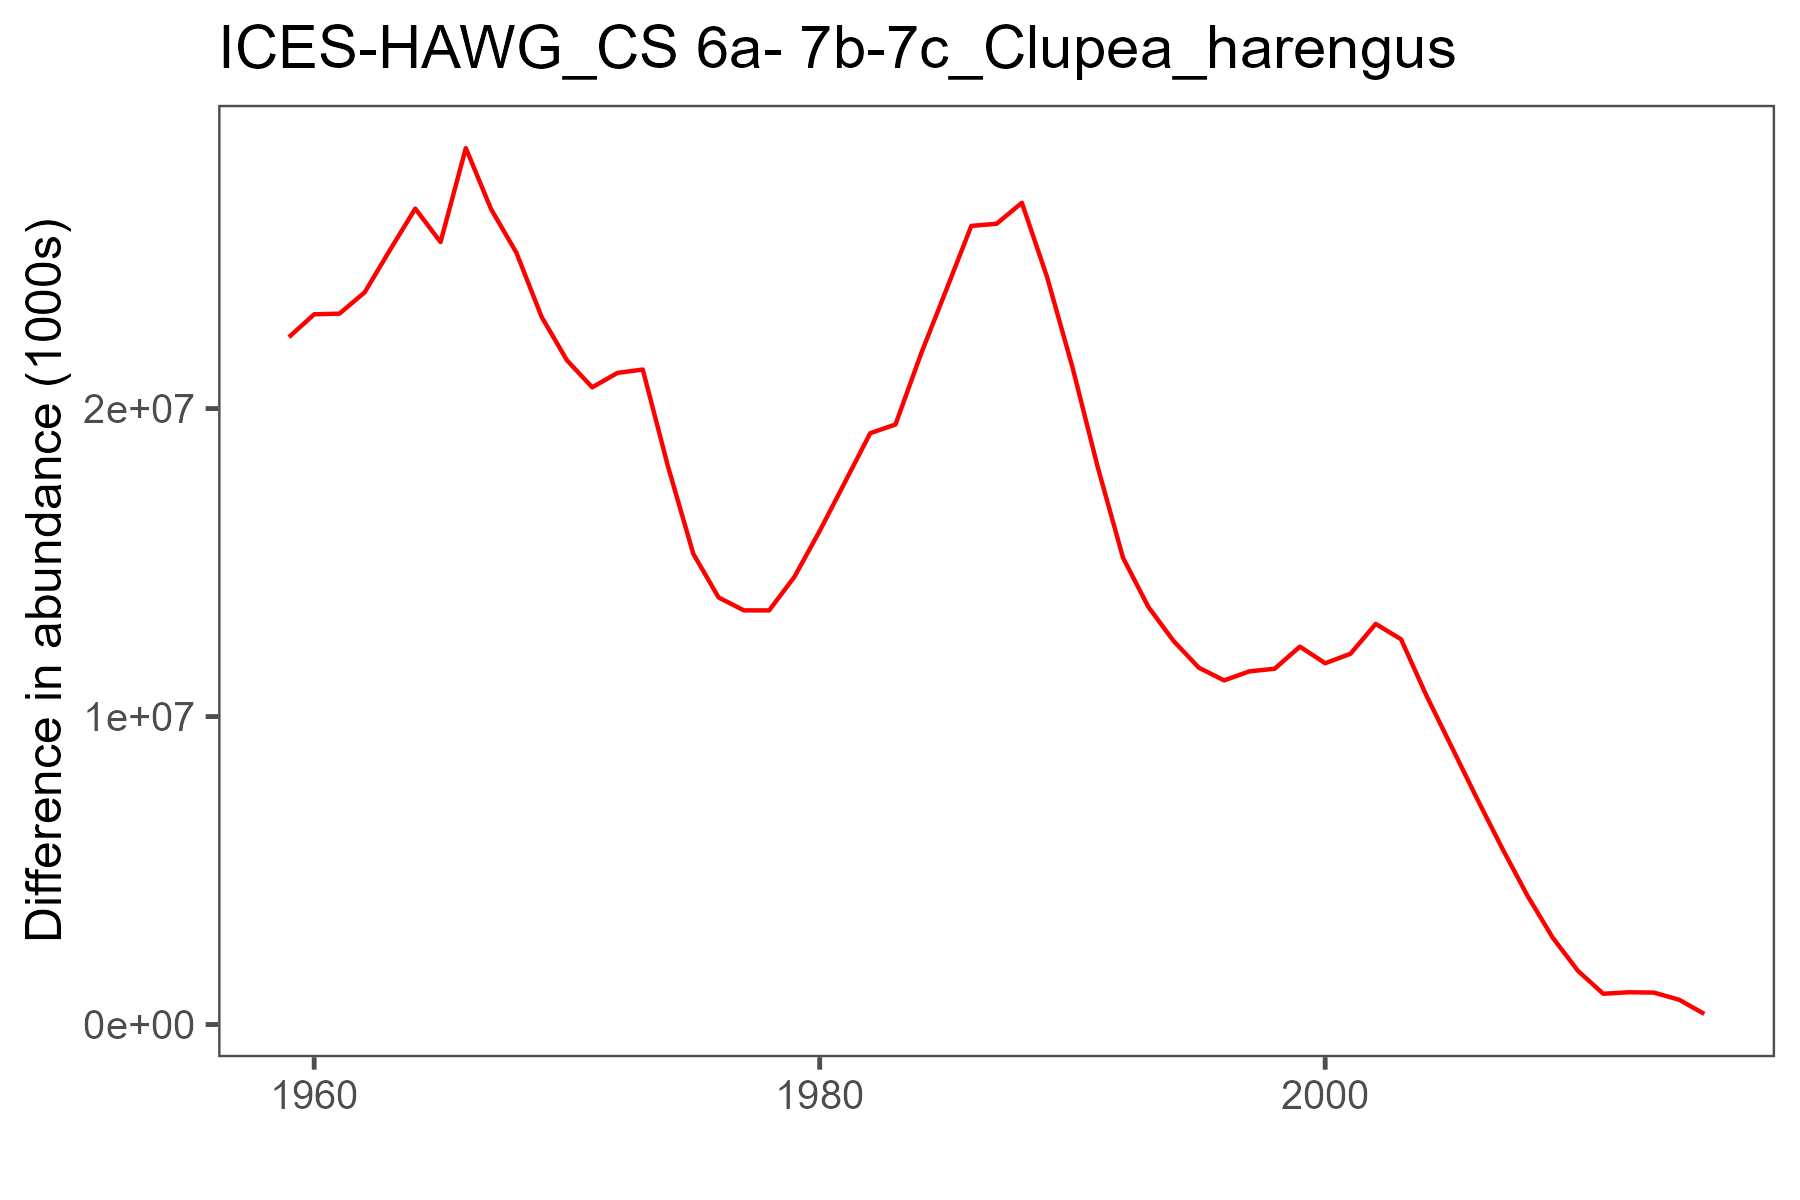 ICES-HAWG_CS 6a- 7b-7c_Clupea_harengus
Difference in abundance (1000s)
2e+07
1e+07
0e+00
1960
1980
2000